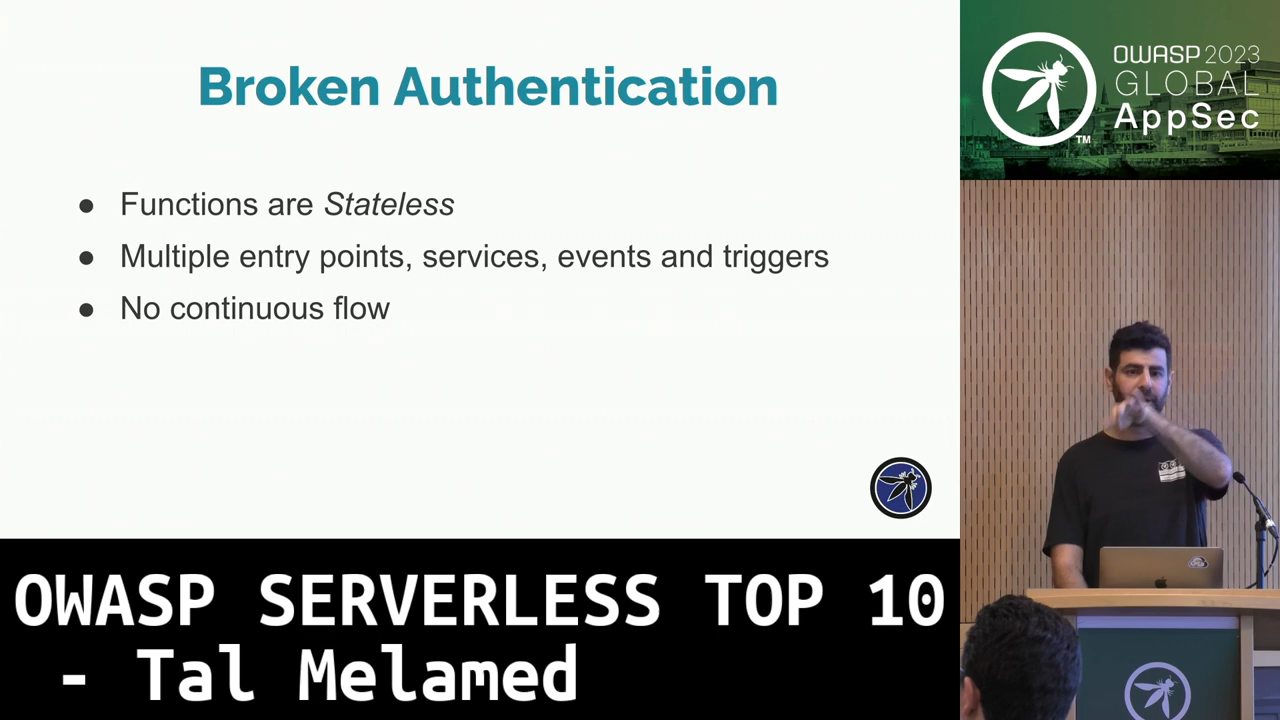 Broken Authentication
● Functions are Stateless
● Multiple entry points, services, events and triggers
● No continuous flow
OWASP SERVERLESS TOP 10
- Tal Melamed
OWASP 2023
GLOBAL
AppSec
TM